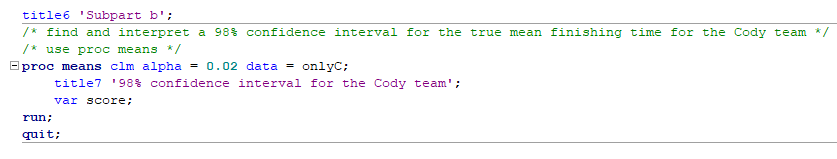 title6 'Subpart b';
/* find and interpret a 98% confidence interval for the true mean finishing time for the Cody team */
/* use proc means */
proc means clm alpha = 0.02 data = onlyC;
    title7 '98% confidence interval for the Cody team';
    var score;
run;
quit;